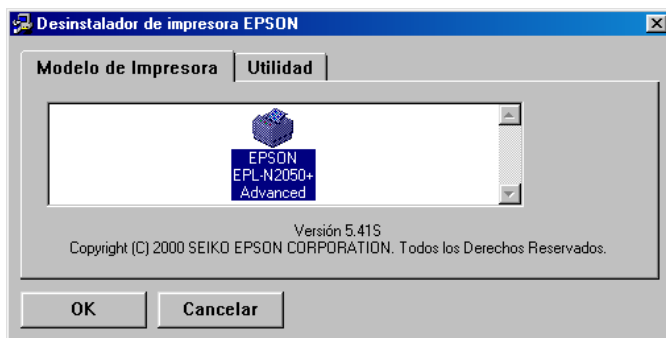 Desinstalador de impresora EPSON
Modelo de Impresora
Utilidad
EPSON
EPL-N2050+
Advanced
Versión 5.41S
Copyright (C) 2000 SEIKO EPSON CORPORATION. Todos los Derechos Reservados.
OK
Cancelar